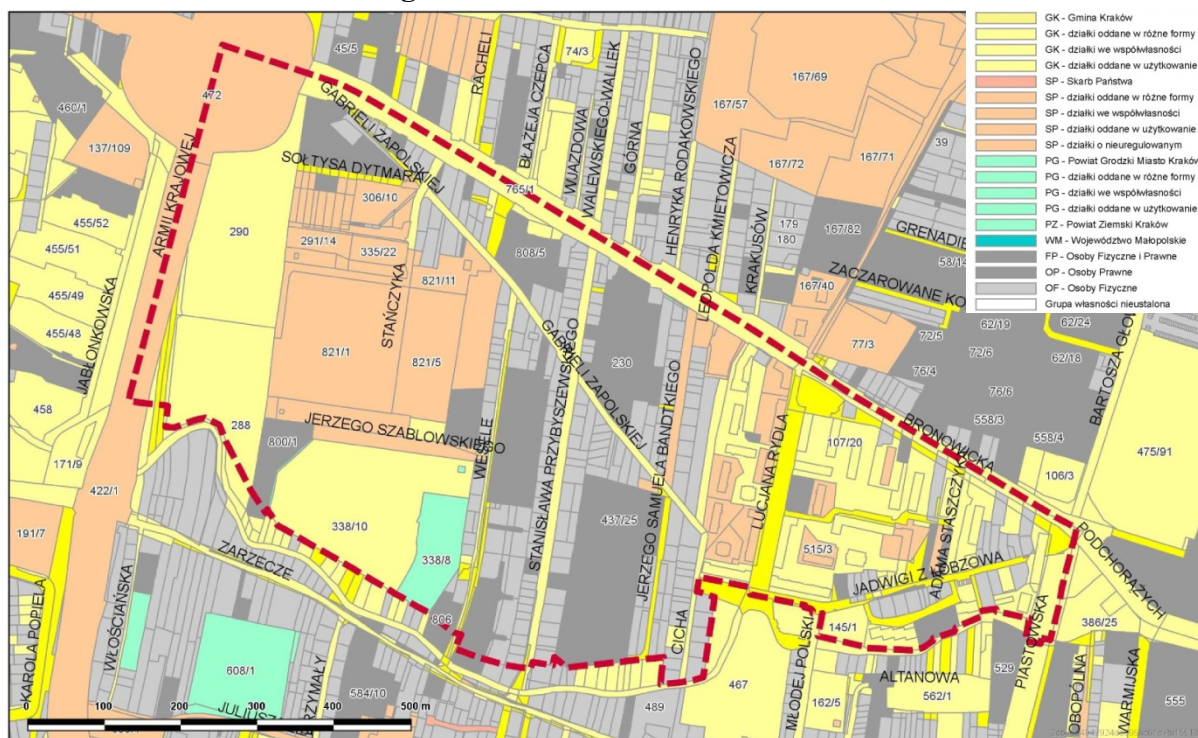 GK - Gmina Kraków
GK - działki oddane w różne formy
GK - działki we współwłasności
GK - działki oddane w użytkowanie
SP - Skarb Państwa
SP - działki oddane w różne formy
SP - działki we współwłasności
SP - działki oddane w użytkowanie
SP - działki o nieuregulowanym
PG - Powiat Grodzki Miasto Kraków
PG - działki oddane w różne formy
PG - działki we współwłasności
PG - działki oddane w użytkowanie
PZ - Powiat Ziemski Kraków
WM - Województwo Małopolskie
FP - Osoby Fizyczne i Prawne
OP - Osoby Prawne
OF - Osoby Fizyczne
Grupa własności nieustalona
45/5
74/3
167/69
460/1
472
137/109
167/57
167/72
167/71
39
RACHELI
BŁAŻEJA CZEPCA
WJAZDOWA
WALEWSKIEGO-WALLEK
GÓRNA
HENRYKA RODAKOWSKIEGO
GABRIELI ZAPOLSKIEJ
SOŁTYSA DYTMARA
306/10
765/1
LEOPOLDA KMIETOWICZA
KRAKUSÓW
179
180
167/82
GRENADIE
58/14
ZACZAROWANE KO
455/52
455/51
455/49
455/48
ARMII KRAJOWEJ
290
291/14
335/22
808/5
821/11
STAŃCZYKA
167/40
JABŁONKOWSKA
821/1
821/5
GABRIELI ZAPOLSKIEJ
230
77/3
72/5
62/19
62/24
72/6
62/18
76/4
76/6
BARTOSZA GŁOW
458
288
JERZEGO SZABLOWSKIEGO
800/1
WESELE
STANISŁAWA PRZYBYSZEWSKIEGO
JERZEGO SAMUELA BANDTKIEGO
LUCJANA RYDLA
107/20
BRONOWICKA
558/3
558/4
106/3
475/91
171/9
422/1
191/7
338/10
338/8
437/25
515/3
ADAMA STASZCZYKA
PODCHORĄŻYCH
ZARZECZE
JADWIGI Z ŁOBZOWA
KAROLA POPIELA
WŁOŚCIAŃSKA
806
CICHA
145/1
386/25
608/1
584/10
489
467
MŁODEJ POLSKI
162/5
ALTANOWA
562/1
529
PIASTOWSKA
OBOPÓLNA
WARMIUSKA
555
JULIUSZ
RZYMAŁY
0 100 200 300 400 500 m